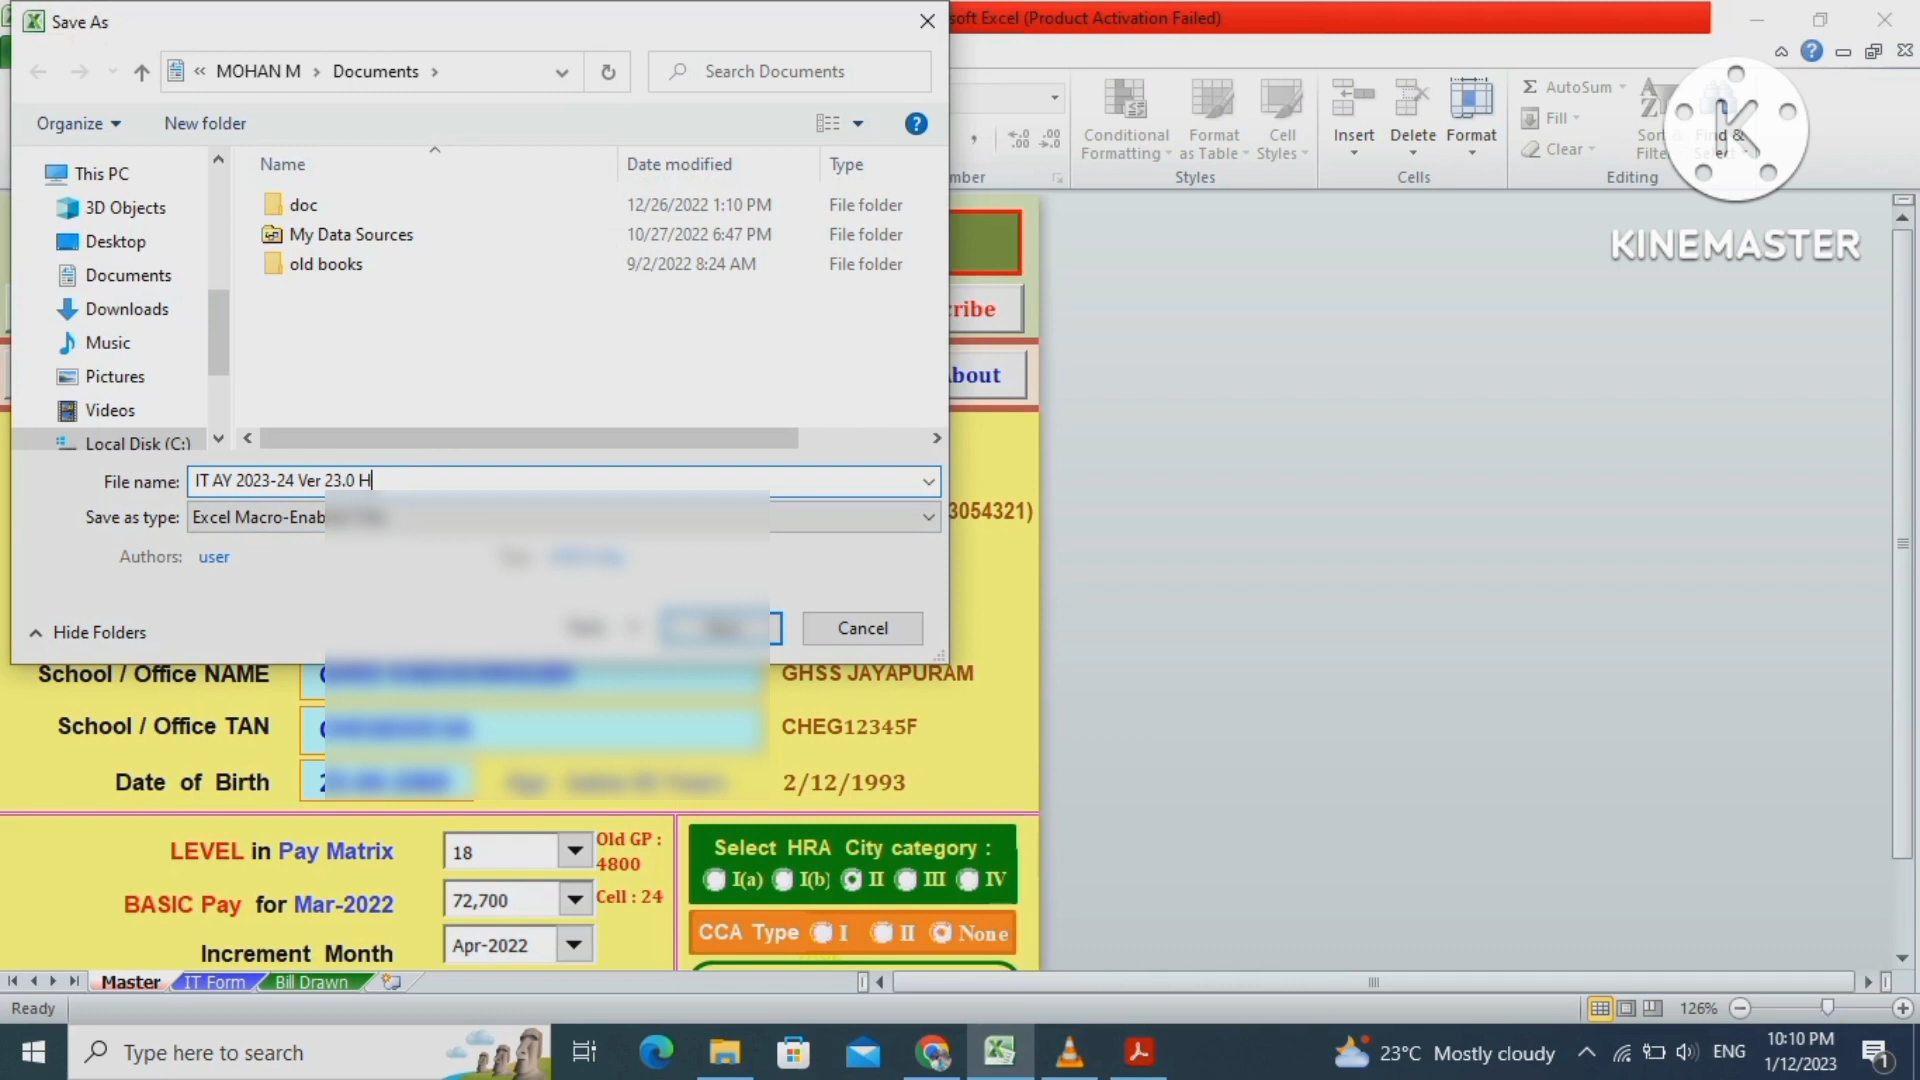 Save As
soft Excel (Product Activation Failed)
« MOHAN M › Documents ›
Search Documents
Organize
New folder
Name
Date modified
Type
This PC
3D Objects
Desktop
Documents
Downloads
Music
Pictures
Videos
Local Disk (C:)
doc 12/26/2022 1:10 PM File folder
My Data Sources 10/27/2022 6:47 PM File folder
old books 9/2/2022 8:24 AM File folder
File name: IT AY 2023-24 Ver 23.0 H
Save as type: Excel Macro-Enab
Authors: user
Hide Folders
Cancel
Conditional Formatting
Format as Table
Cell Styles
Insert
Delete
Format
Σ AutoSum
Fill
Clear
Sort &
Filter
Find &
Select
mber
Styles
Cells
Editing
K
KINEMASTER
cribe
About
3054321)
School / Office NAME
GHSS JAYAPURAM
School / Office TAN
CHEG12345F
Date of Birth
2/12/1993
LEVEL in Pay Matrix 18 Old GP : 4800
BASIC Pay for Mar-2022 72,700 Cell : 24
Increment Month Apr-2022
Select HRA City category :
I(a) I(b) II III IV
CCA Type I II None
Master
IT Form
Bill Drawn
Ready
126%
Type here to search
23°C Mostly cloudy
ENG
10:10 PM
1/12/2023
1